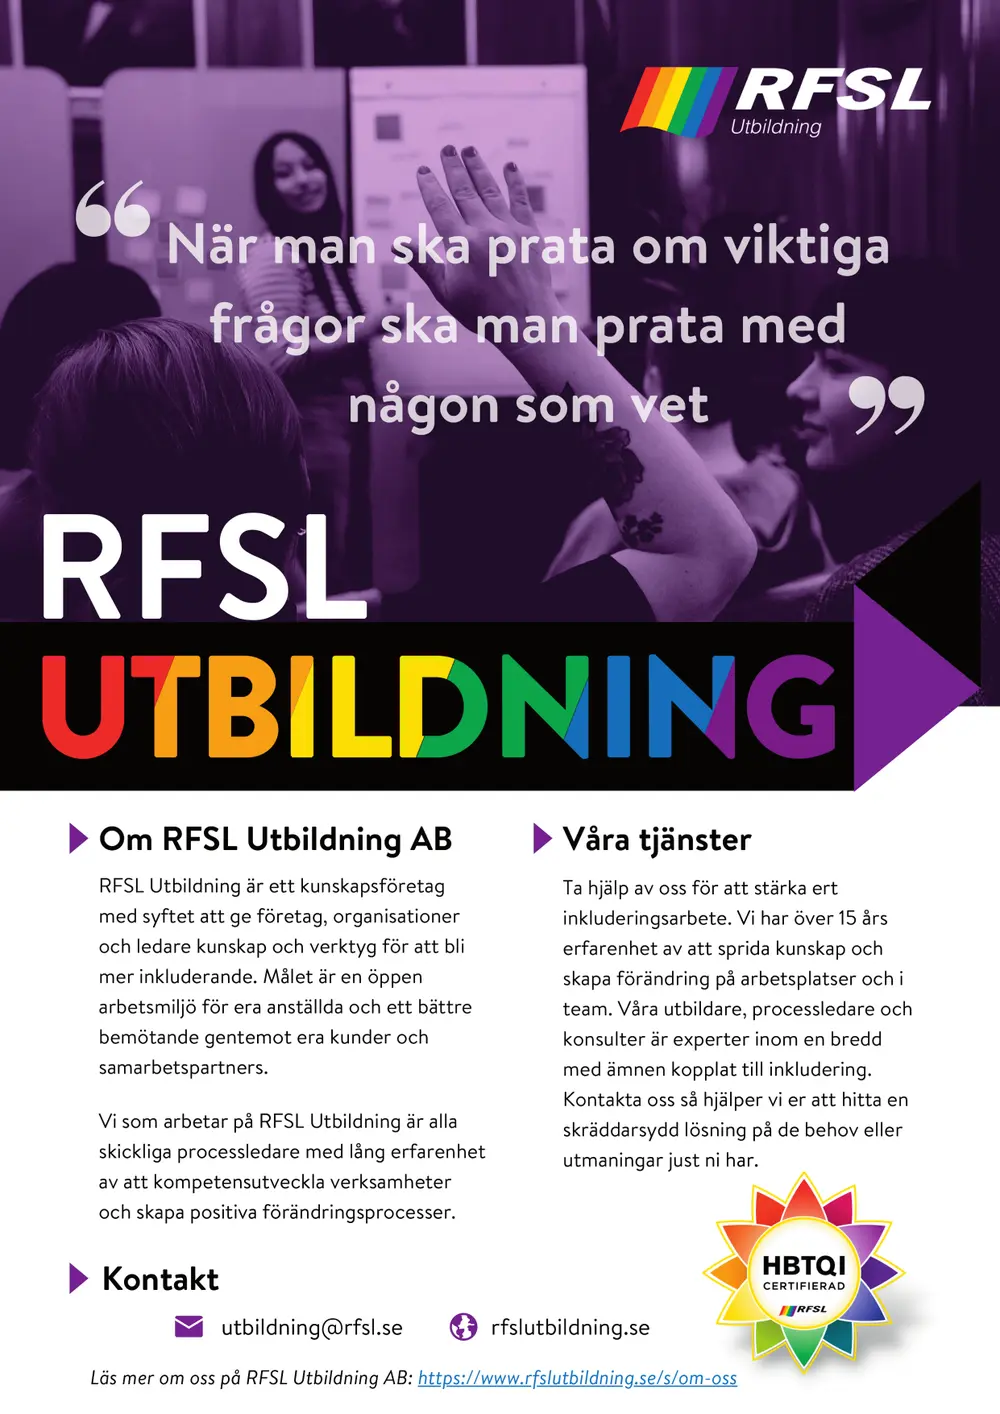 RFSL
Utbildning
“När man ska prata om viktiga
frågor ska man prata med
någon som vet”
RFSL
UTBILDNING
Om RFSL Utbildning AB
RFSL Utbildning är ett kunskapsföretag
med syftet att ge företag, organisationer
och ledare kunskap och verktyg för att bli
mer inkluderande. Målet är en öppen
arbetsmiljö för era anställda och ett bättre
bemötande gentemot era kunder och
samarbetspartners.
Vi som arbetar på RFSL Utbildning är alla
skickliga processledare med lång erfarenhet
av att kompetensutveckla verksamheter
och skapa positiva förändringsprocesser.
Våra tjänster
Ta hjälp av oss för att stärka ert
inkluderingsarbete. Vi har över 15 års
erfarenhet av att sprida kunskap och
skapa förändring på arbetsplatser och i
team. Våra utbildare, processledare och
konsulter är experter inom en bredd
med ämnen kopplat till inkludering.
Kontakta oss så hjälper vi er att hitta en
skräddarsydd lösning på de behov eller
utmaningar just ni har.
HBTQI
CERTIFIERAD
RFSL
Kontakt
utbildning@rfsl.se
rfslutbildning.se
Läs mer om oss på RFSL Utbildning AB: https://www.rfslutbildning.se/s/om-oss